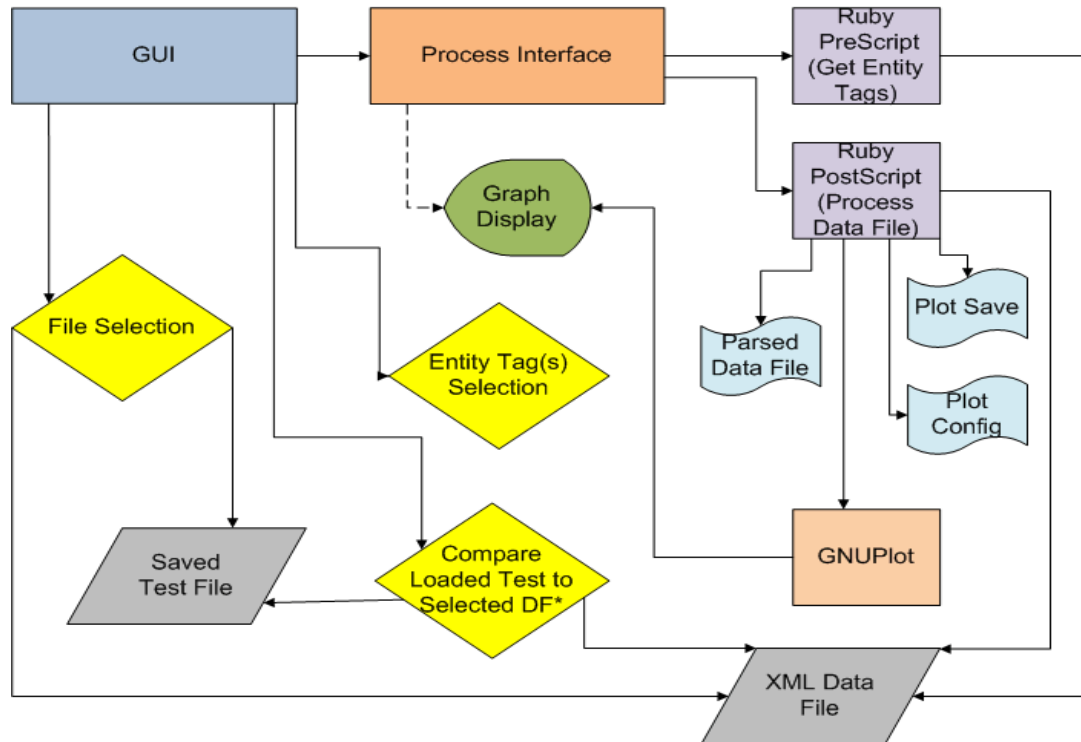 GUI
Process Interface
Ruby
PreScript
(Get Entity
Tags)
Ruby
PostScript
(Process
Data File)
Graph
Display
File Selection
Entity Tag(s)
Selection
Parsed
Data File
Plot Save
Plot
Config
Saved
Test File
Compare
Loaded Test to
Selected DF*
GNUPlot
XML Data
File